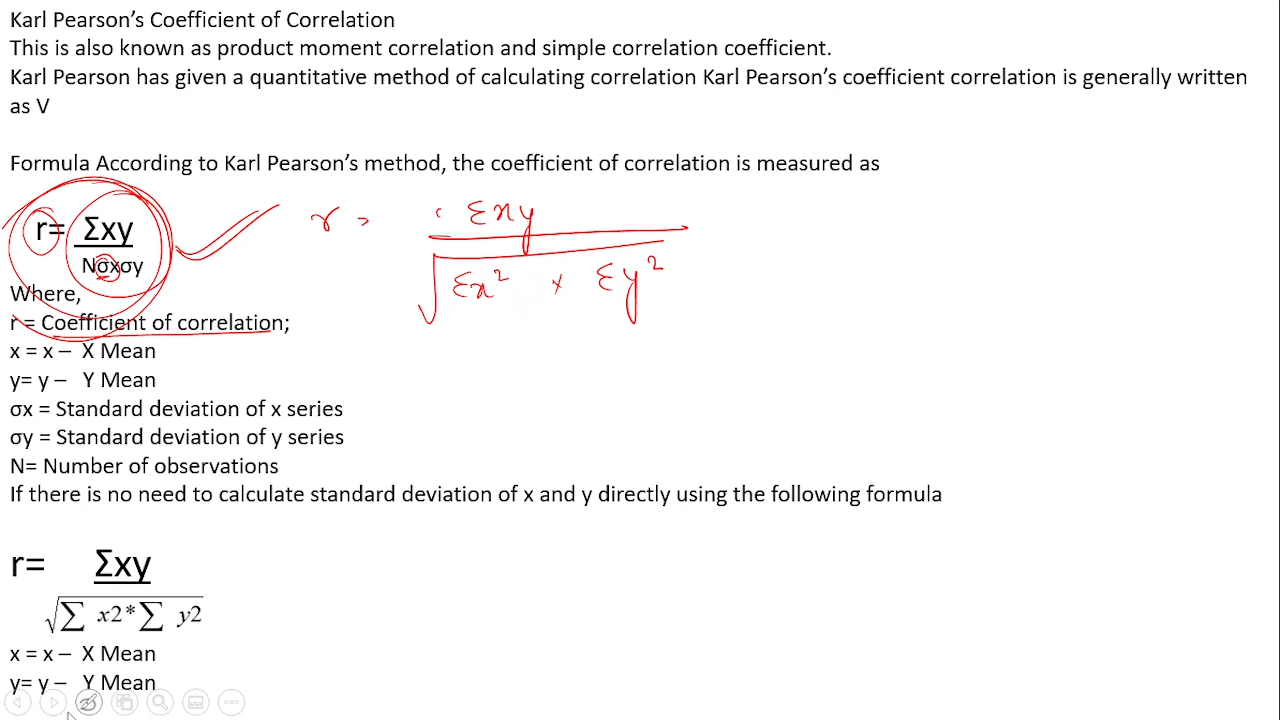 Karl Pearson’s Coefficient of Correlation
This is also known as product moment correlation and simple correlation coefficient.
Karl Pearson has given a quantitative method of calculating correlation Karl Pearson’s coefficient correlation is generally written
as V
Formula According to Karl Pearson’s method, the coefficient of correlation is measured as
r= Σxy
Nσxσy
r = Σxy
√Σx² × Σy²
Where,
r = Coefficient of correlation;
x = x – X Mean
y= y – Y Mean
σx = Standard deviation of x series
σy = Standard deviation of y series
N= Number of observations
If there is no need to calculate standard deviation of x and y directly using the following formula
r= Σxy
√∑ x2*∑ y2
x = x – X Mean
y= y – Y Mean